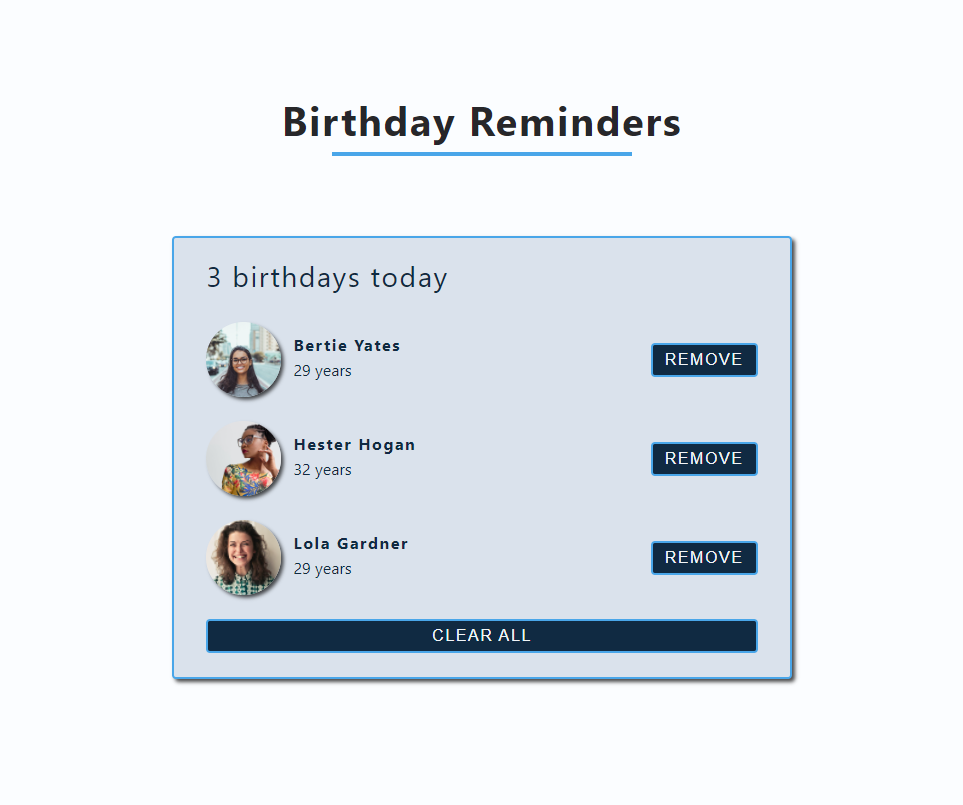 Birthday Reminders
3 birthdays today
Bertie Yates
29 years
REMOVE
Hester Hogan
32 years
REMOVE
Lola Gardner
29 years
REMOVE
CLEAR ALL